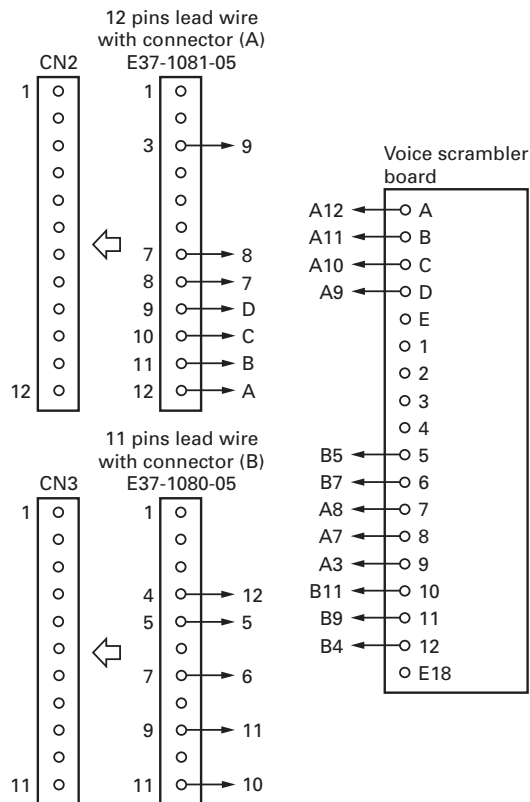 12 pins lead wire
with connector (A)
CN2 E37-1081-05
1 1
3 9
7 8
8 7
9 D
10 C
11 B
12 12 A
11 pins lead wire
with connector (B)
CN3 E37-1080-05
1 1
4 12
5 5
7 6
9 11
11 11 10
Voice scrambler
board
A12 A
A11 B
A10 C
A9 D
E
1
2
3
4
B5 5
B7 6
A8 7
A7 8
A3 9
B11 10
B9 11
B4 12
E18